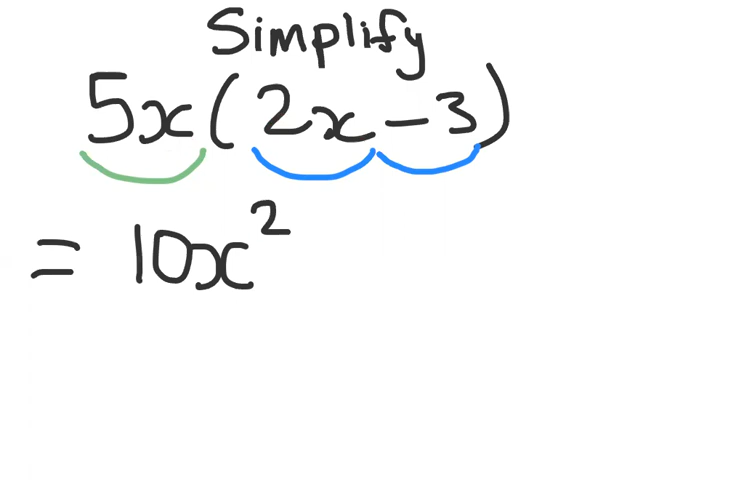 Simplify
5x(2x-3)
= 10x²